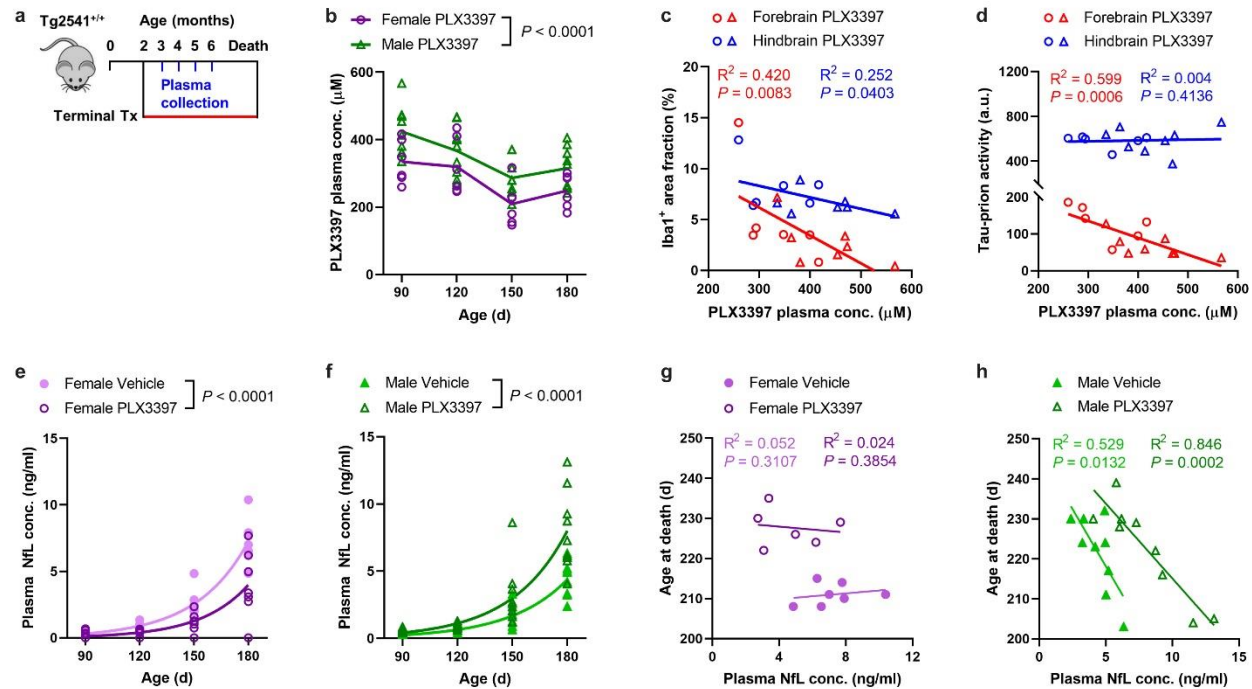 a
Tg2541+/+
Age (months)
0 2 3 4 5 6 Death
Plasma
collection
Terminal Tx
b
Female PLX3397
Male PLX3397
P < 0.0001
PLX3397 plasma conc. (μM)
600
400
200
0
90 120 150 180
Age (d)
c
Forebrain PLX3397
Hindbrain PLX3397
R2 = 0.420 R2 = 0.252
P = 0.0083 P = 0.0403
Iba1+ area fraction (%)
20
15
10
5
0
200 300 400 500 600
PLX3397 plasma conc. (μM)
d
Forebrain PLX3397
Hindbrain PLX3397
R2 = 0.599 R2 = 0.004
P = 0.0006 P = 0.4136
Tau-prion activity (a.u.)
1200
800
400
200
100
0
200 300 400 500 600
PLX3397 plasma conc. (μM)
e
Female Vehicle
Female PLX3397
P < 0.0001
Plasma NfL conc. (ng/ml)
15
10
5
0
90 120 150 180
Age (d)
f
Male Vehicle
Male PLX3397
P < 0.0001
Plasma NfL conc. (ng/ml)
15
10
5
0
90 120 150 180
Age (d)
g
Female Vehicle
Female PLX3397
R2 = 0.052 R2 = 0.024
P = 0.3107 P = 0.3854
Age at death (d)
250
240
230
220
210
200
0 4 8 12
Plasma NfL conc. (ng/ml)
h
Male Vehicle
Male PLX3397
R2 = 0.529 R2 = 0.846
P = 0.0132 P = 0.0002
Age at death (d)
250
240
230
220
210
200
0 5 10 15
Plasma NfL conc. (ng/ml)